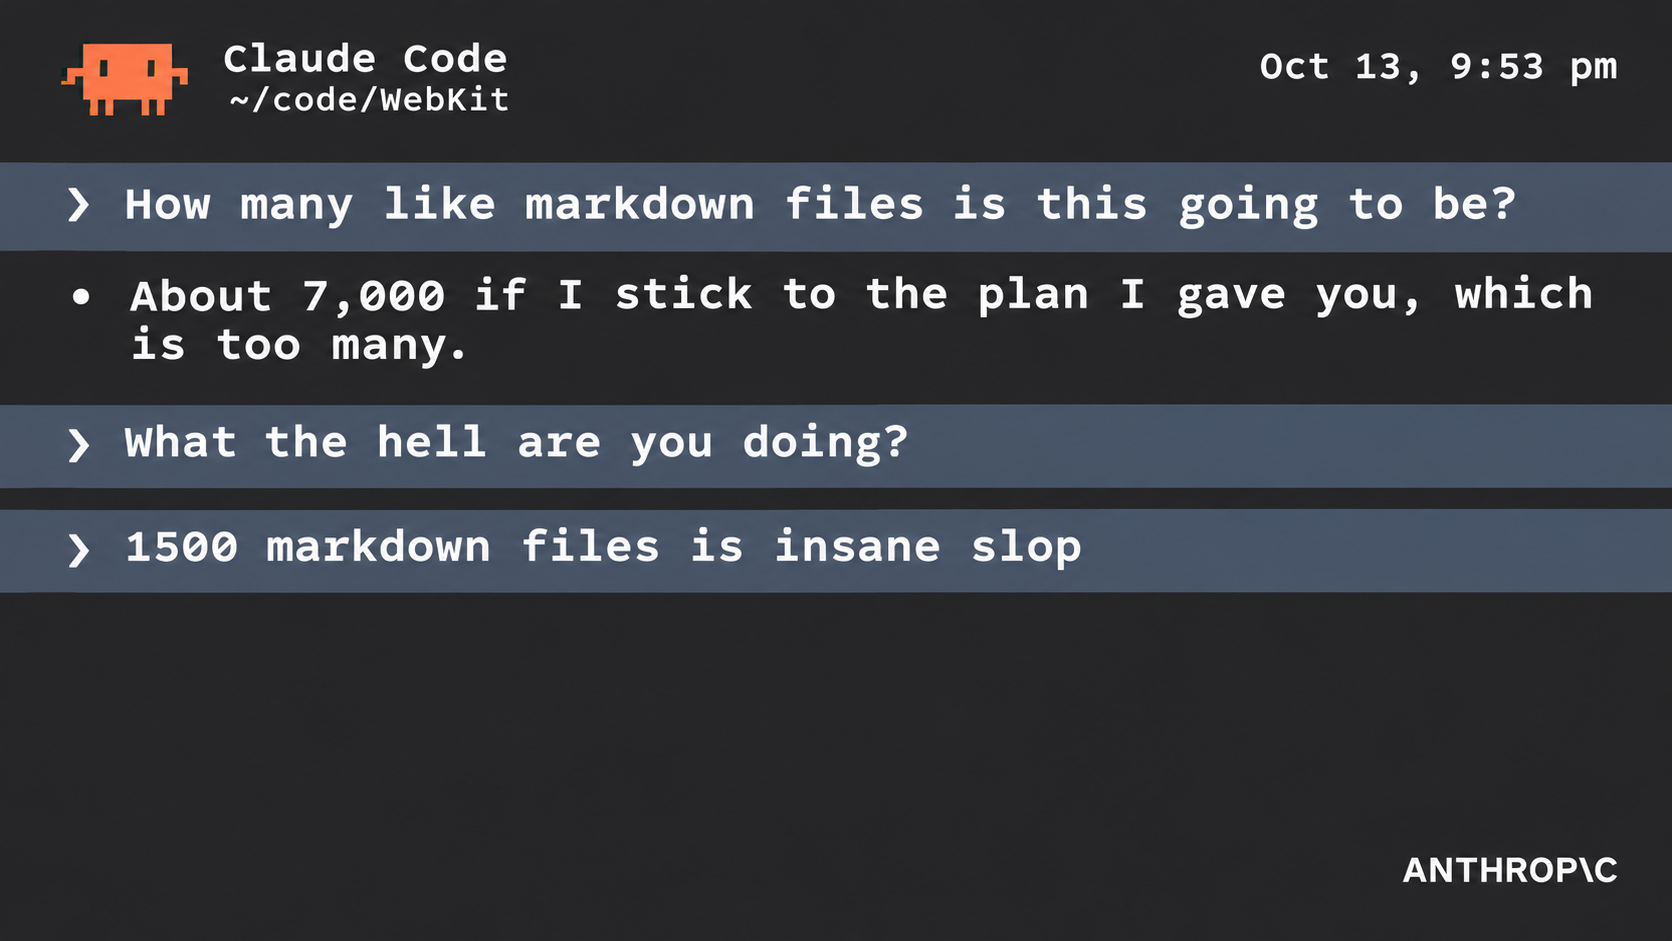 Claude Code
~/code/WebKit
Oct 13, 9:53 pm
❯ How many like markdown files is this going to be?
• About 7,000 if I stick to the plan I gave you, which
is too many.
❯ What the hell are you doing?
❯ 1500 markdown files is insane slop
ANTHROP\C